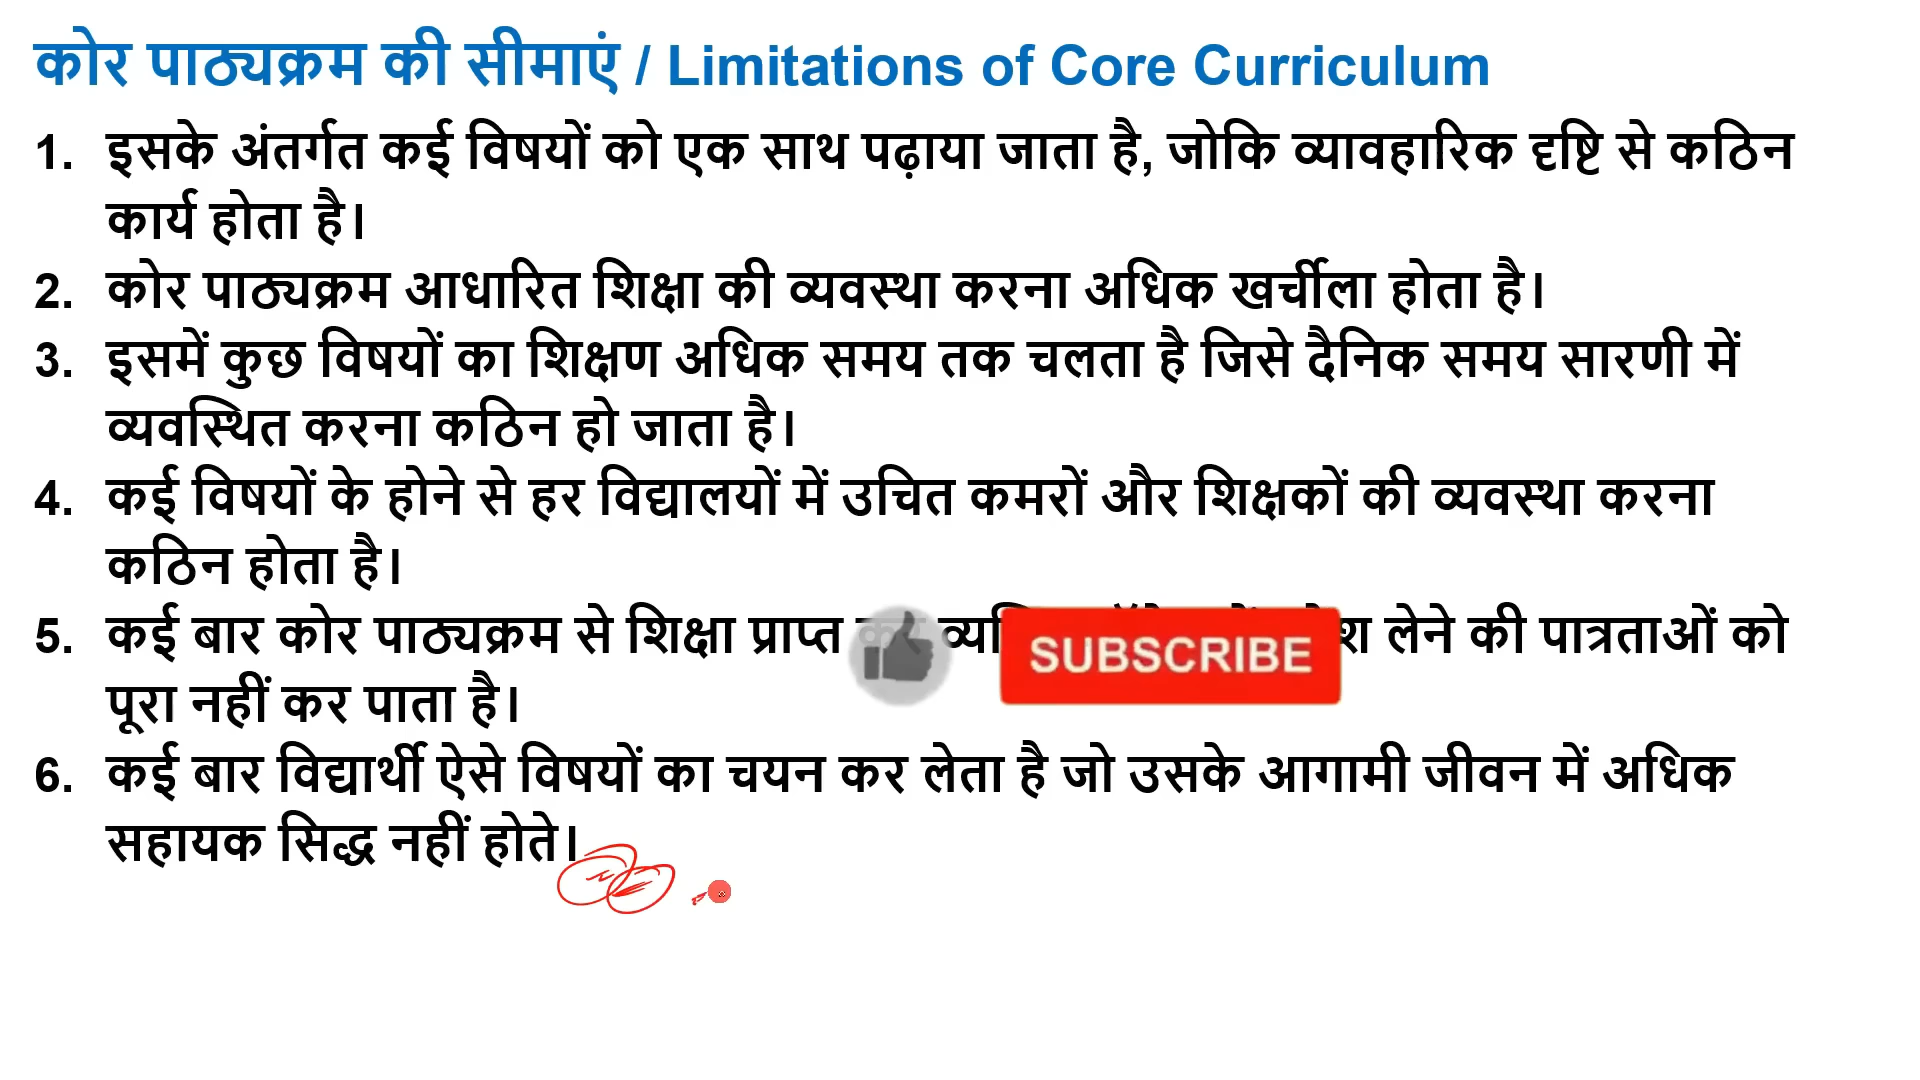 कोर पाठ्यक्रम की सीमाएं / Limitations of Core Curriculum
1. इसके अंतर्गत कई विषयों को एक साथ पढ़ाया जाता है, जोकि व्यावहारिक दृष्टि से कठिन
कार्य होता है।
2. कोर पाठ्यक्रम आधारित शिक्षा की व्यवस्था करना अधिक खर्चीला होता है।
3. इसमें कुछ विषयों का शिक्षण अधिक समय तक चलता है जिसे दैनिक समय सारणी में
व्यवस्थित करना कठिन हो जाता है।
4. कई विषयों के होने से हर विद्यालयों में उचित कमरों और शिक्षकों की व्यवस्था करना
कठिन होता है।
5. कई बार कोर पाठ्यक्रम से शिक्षा प्राप्त लेने की पात्रताओं को
SUBSCRIBE
पूरा नहीं कर पाता है।
6. कई बार विद्यार्थी ऐसे विषयों का चयन कर लेता है जो उसके आगामी जीवन में अधिक
सहायक सिद्ध नहीं होते।